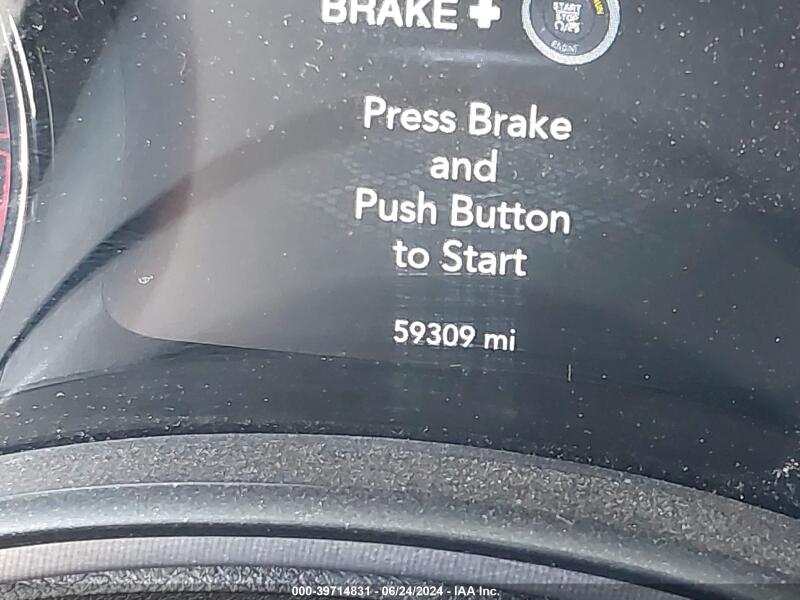 BRAKE +
START
STOP
ENGINE
Press Brake
and
Push Button
to Start
59309 mi
000-39714831 - 06/24/2024 - IAA Inc.